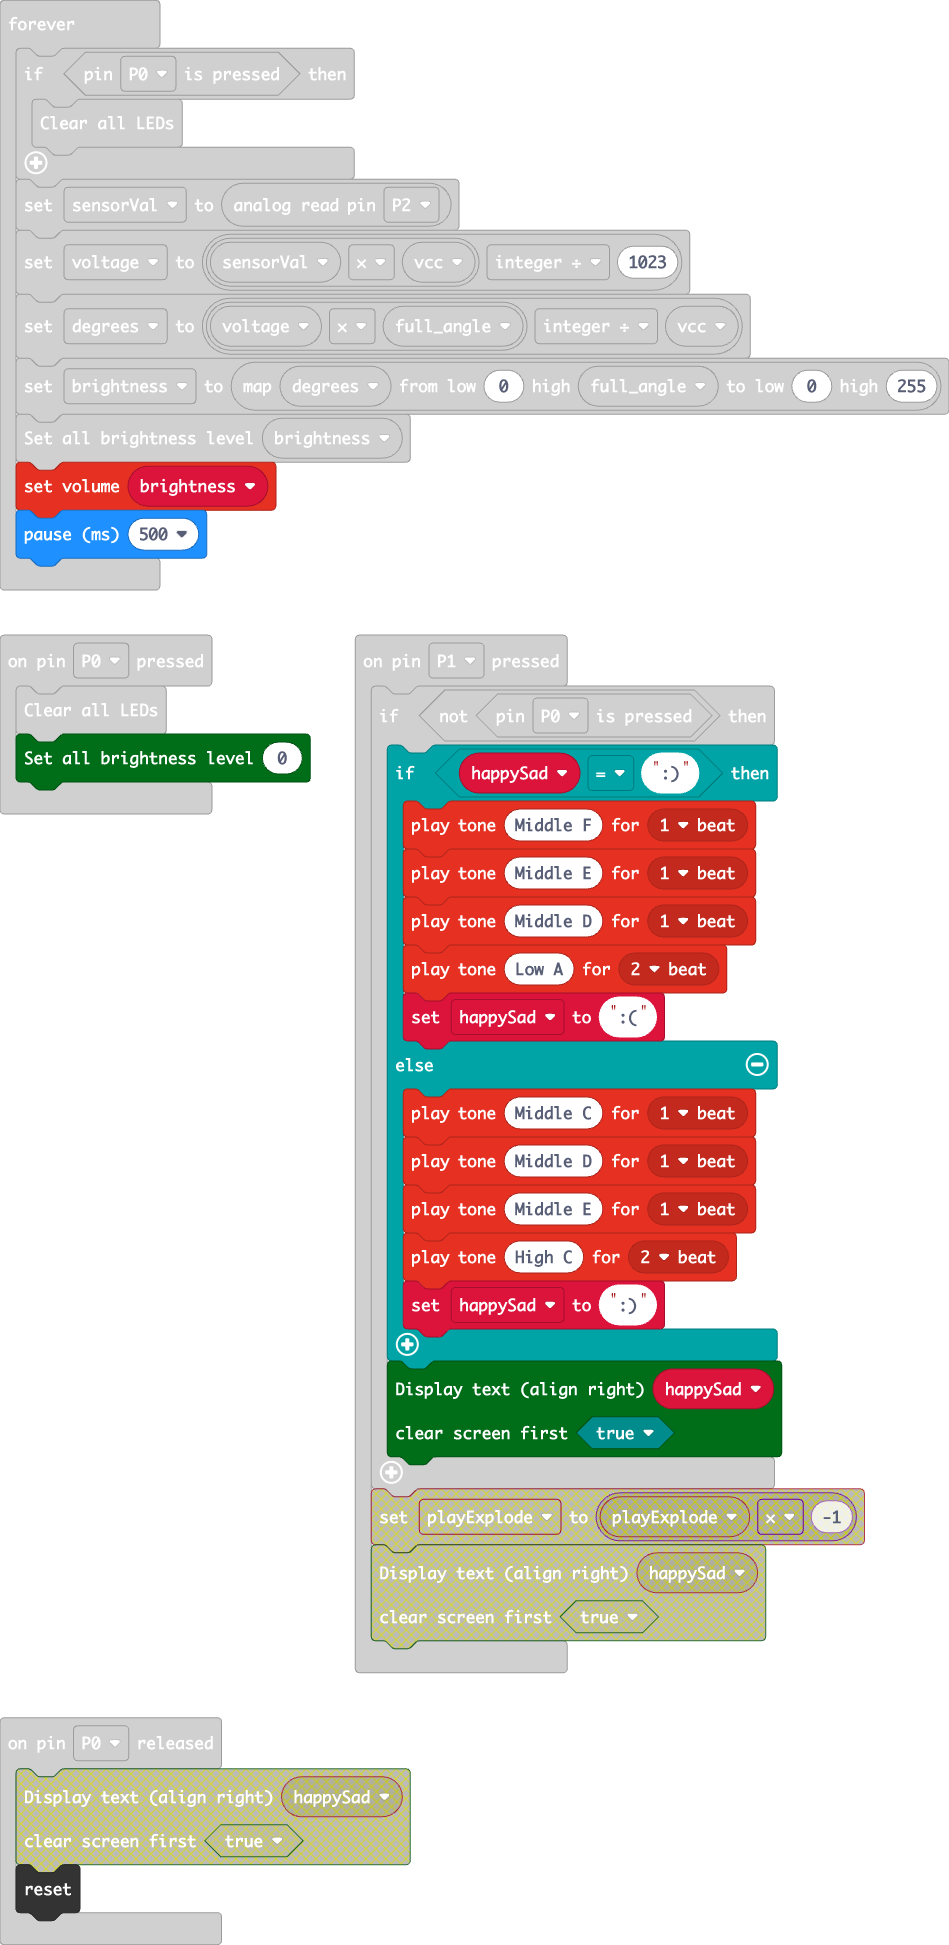 forever
if pin P0 is pressed then
Clear all LEDs
set sensorVal to analog read pin P2
set voltage to sensorVal × vcc integer ÷ 1023
set degrees to voltage × full_angle integer ÷ vcc
set brightness to map degrees from low 0 high full_angle to low 0 high 255
Set all brightness level brightness
set volume brightness
pause (ms) 500
on pin P0 pressed
Clear all LEDs
Set all brightness level 0
on pin P1 pressed
if not pin P0 is pressed then
if happySad = ":)" then
play tone Middle F for 1 beat
play tone Middle E for 1 beat
play tone Middle D for 1 beat
play tone Low A for 2 beat
set happySad to ":("
else
play tone Middle C for 1 beat
play tone Middle D for 1 beat
play tone Middle E for 1 beat
play tone High C for 2 beat
set happySad to ":)"
Display text (align right) happySad
clear screen first true
set playExplode to playExplode × -1
Display text (align right) happySad
clear screen first true
on pin P0 released
Display text (align right) happySad
clear screen first true
reset